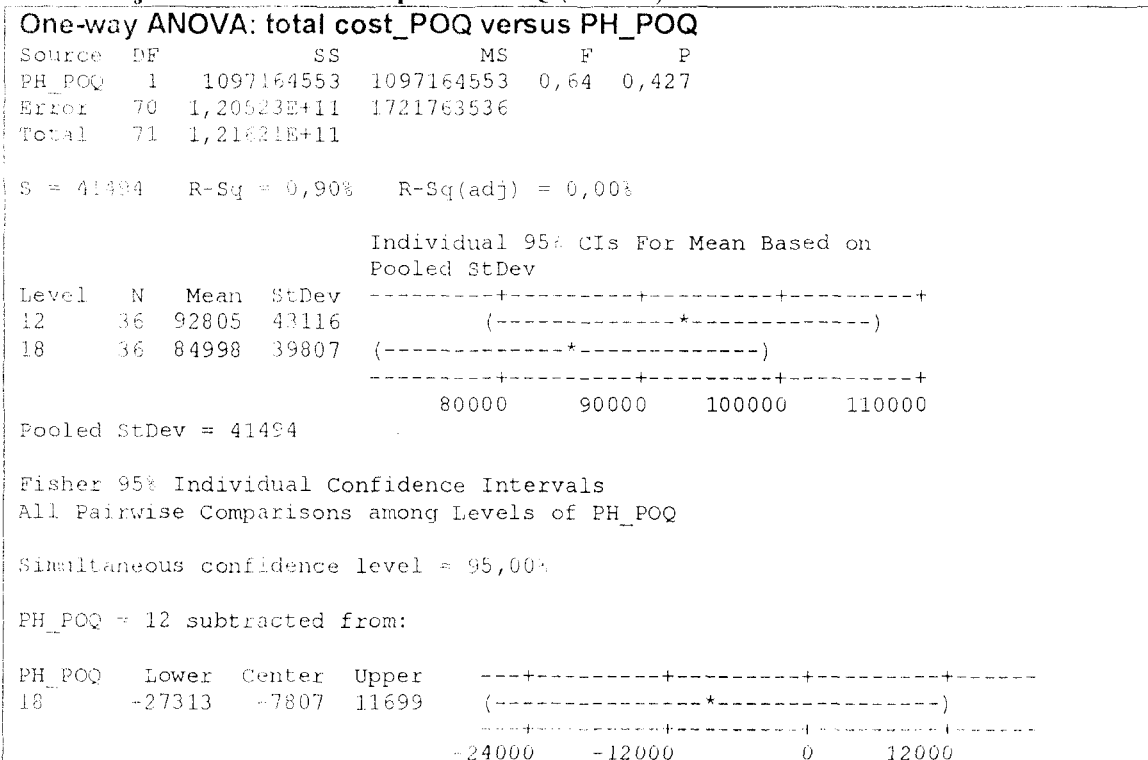 One-way ANOVA: total cost_POQ versus PH_POQ
Source DF SS MS F P
PH_POQ 1 1097164553 1097164553 0,64 0,427
Error 70 1,20523E+11 1721763536
Total 71 1,21621E+11
S = 41494 R-Sq = 0,90% R-Sq(adj) = 0,00%
Individual 95% CIs For Mean Based on
Pooled StDev
Level N Mean StDev ---------+---------+---------+---------+
12 36 92805 43116 (-------------*-------------)
18 36 84998 39807 (-------------*-------------)
---------+---------+---------+---------+
80000 90000 100000 110000
Pooled StDev = 41494
Fisher 95% Individual Confidence Intervals
All Pairwise Comparisons among Levels of PH_POQ
Simultaneous confidence level = 95,00%
PH_POQ = 12 subtracted from:
PH_POQ Lower Center Upper ---+---------+---------+---------+------
18 -27313 -7807 11699 (----------------*----------------)
---+---------+---------+---------+------
-24000 -12000 0 12000